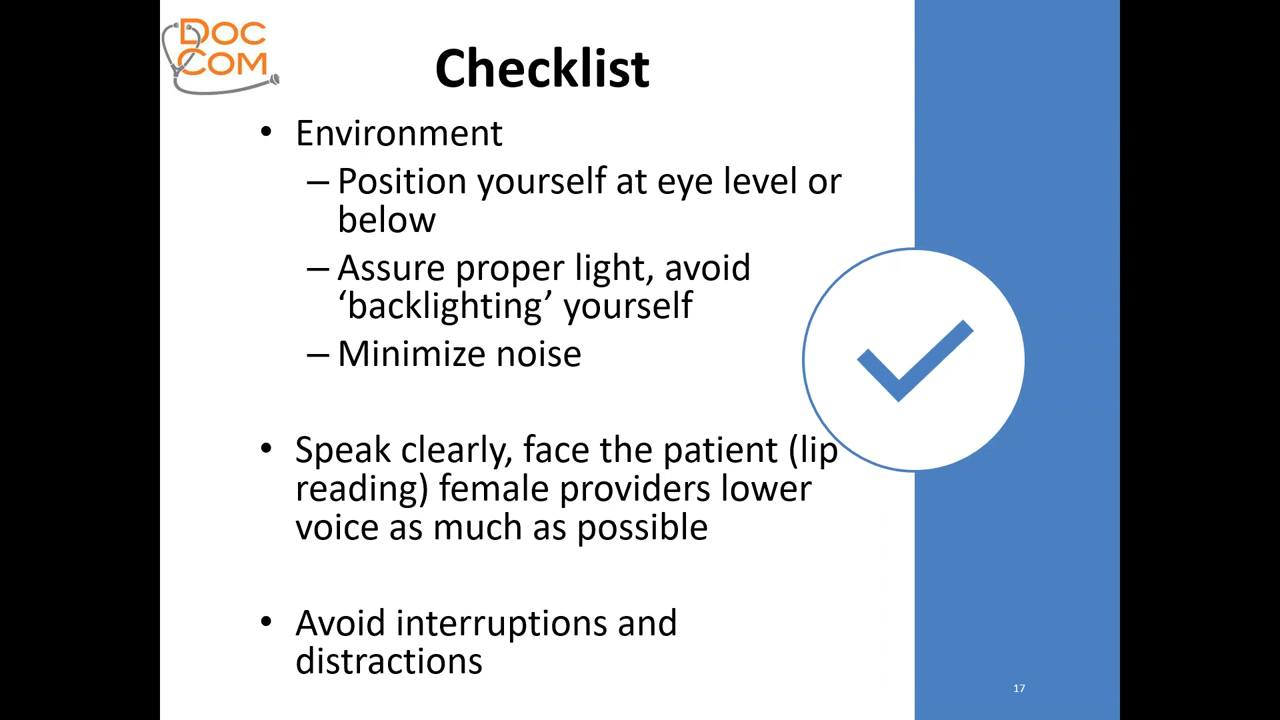 DOC
COM
Checklist
• Environment
– Position yourself at eye level or
below
– Assure proper light, avoid
‘backlighting’ yourself
– Minimize noise
• Speak clearly, face the patient (lip
reading) female providers lower
voice as much as possible
• Avoid interruptions and
distractions
17